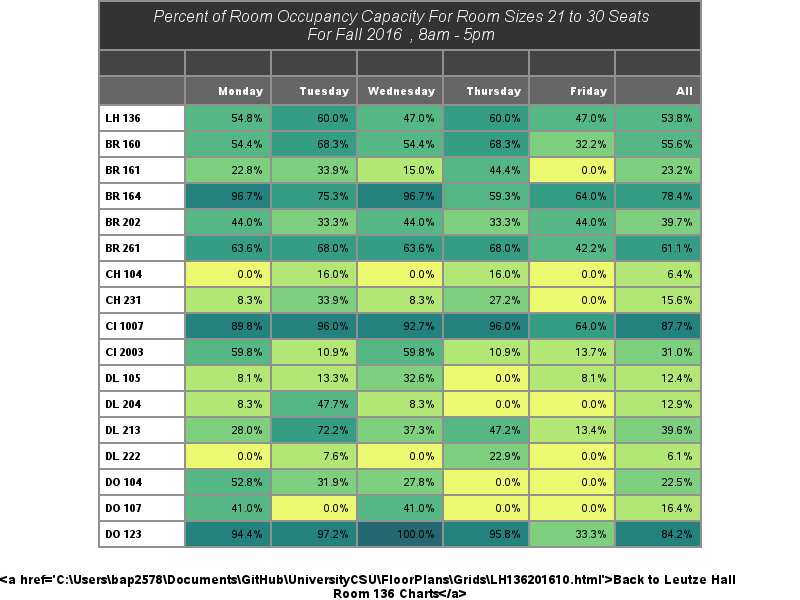 Percent of Room Occupancy Capacity For Room Sizes 21 to 30 Seats
For Fall 2016 , 8am - 5pm
Monday Tuesday Wednesday Thursday Friday All
LH 136 54.8% 60.0% 47.0% 60.0% 47.0% 53.8%
BR 160 54.4% 68.3% 54.4% 68.3% 32.2% 55.6%
BR 161 22.8% 33.9% 15.0% 44.4% 0.0% 23.2%
BR 164 96.7% 75.3% 96.7% 59.3% 64.0% 78.4%
BR 202 44.0% 33.3% 44.0% 33.3% 44.0% 39.7%
BR 261 63.6% 68.0% 63.6% 68.0% 42.2% 61.1%
CH 104 0.0% 16.0% 0.0% 16.0% 0.0% 6.4%
CH 231 8.3% 33.9% 8.3% 27.2% 0.0% 15.6%
CI 1007 89.8% 96.0% 92.7% 96.0% 64.0% 87.7%
CI 2003 59.8% 10.9% 59.8% 10.9% 13.7% 31.0%
DL 105 8.1% 13.3% 32.6% 0.0% 8.1% 12.4%
DL 204 8.3% 47.7% 8.3% 0.0% 0.0% 12.9%
DL 213 28.0% 72.2% 37.3% 47.2% 13.4% 39.6%
DL 222 0.0% 7.6% 0.0% 22.9% 0.0% 6.1%
DO 104 52.8% 31.9% 27.8% 0.0% 0.0% 22.5%
DO 107 41.0% 0.0% 41.0% 0.0% 0.0% 16.4%
DO 123 94.4% 97.2% 100.0% 95.8% 33.3% 84.2%
<a href='C:\Users\bap2578\Documents\GitHub\UniversityCSU\FloorPlans\Grids\LH136201610.html'>Back to Leutze Hall
Room 136 Charts</a>